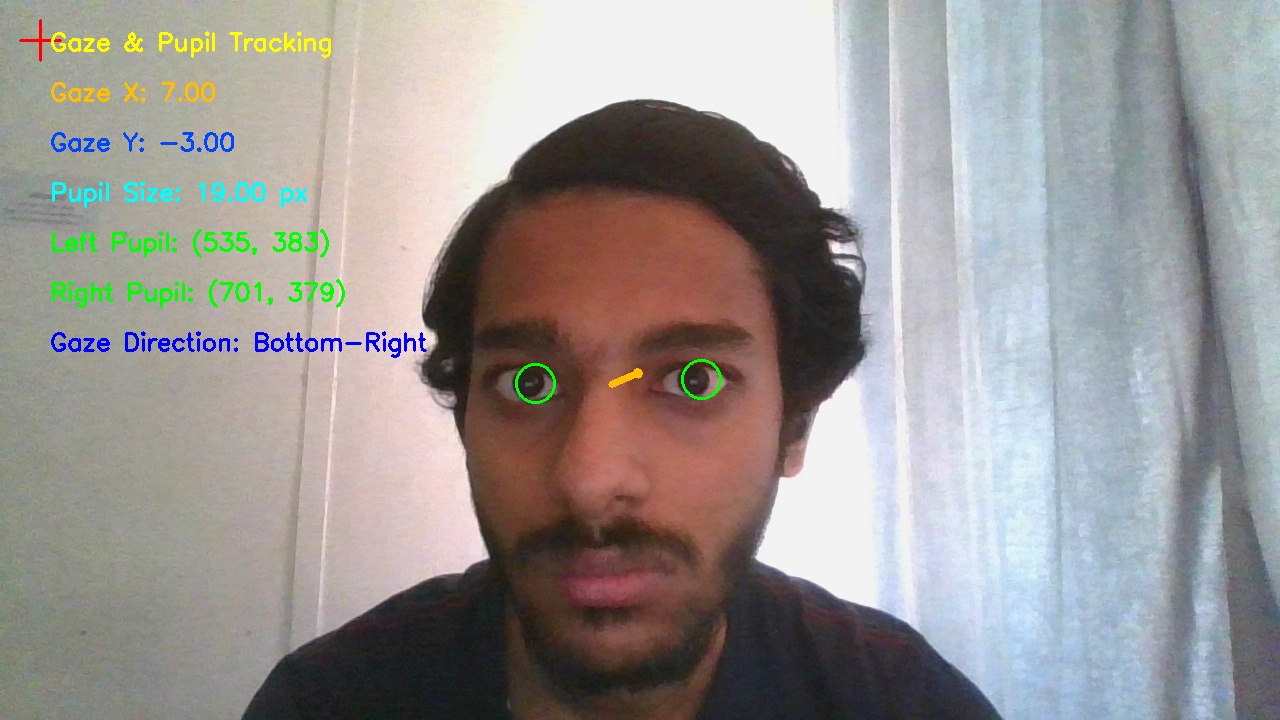 Gaze & Pupil Tracking
Gaze X: 7.00
Gaze Y: -3.00
Pupil Size: 19.00 px
Left Pupil: (535, 383)
Right Pupil: (701, 379)
Gaze Direction: Bottom-Right